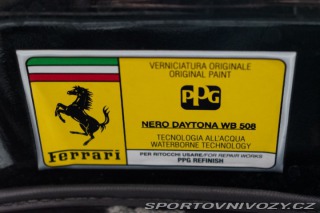 VERNICIATURA ORIGINALE
ORIGINAL PAINT
PPG
NERO DAYTONA WB 508
TECNOLOGIA ALL'ACQUA
WATERBORNE TECHNOLOGY
PER RITOCCHI USARE/FOR REPAIR WORKS
PPG REFINISH
Ferrari
SPORTOVNIVOZY.CZ